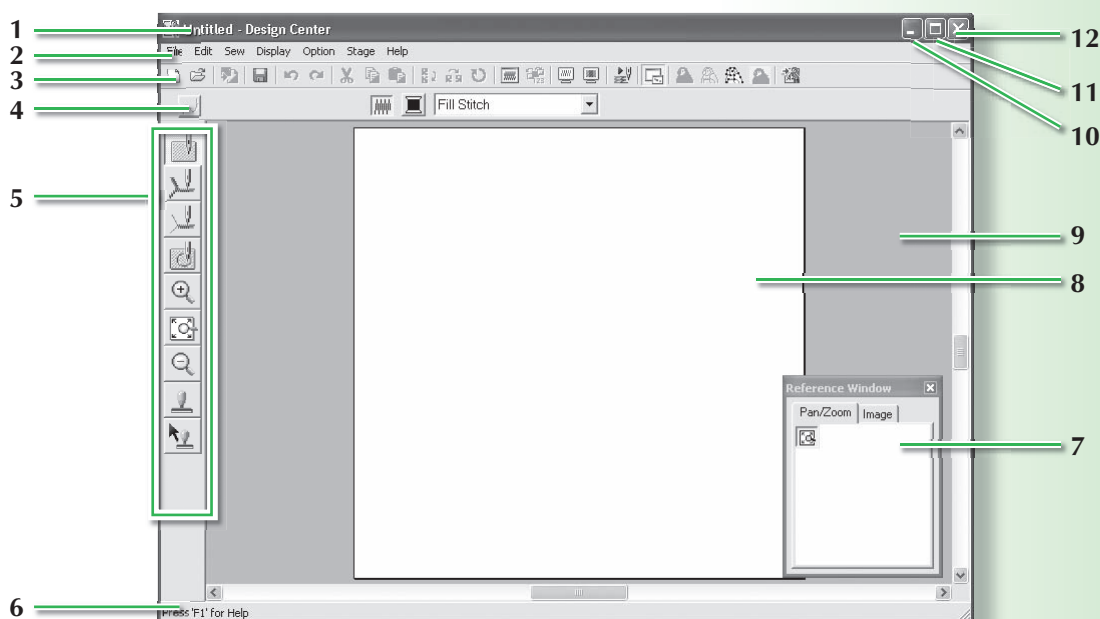 1
Untitled - Design Center
12
2
File Edit Sew Display Option Stage Help
3
11
4
Fill Stitch
10
5
9
8
Reference Window
Pan/Zoom Image
7
6
Press 'F1' for Help